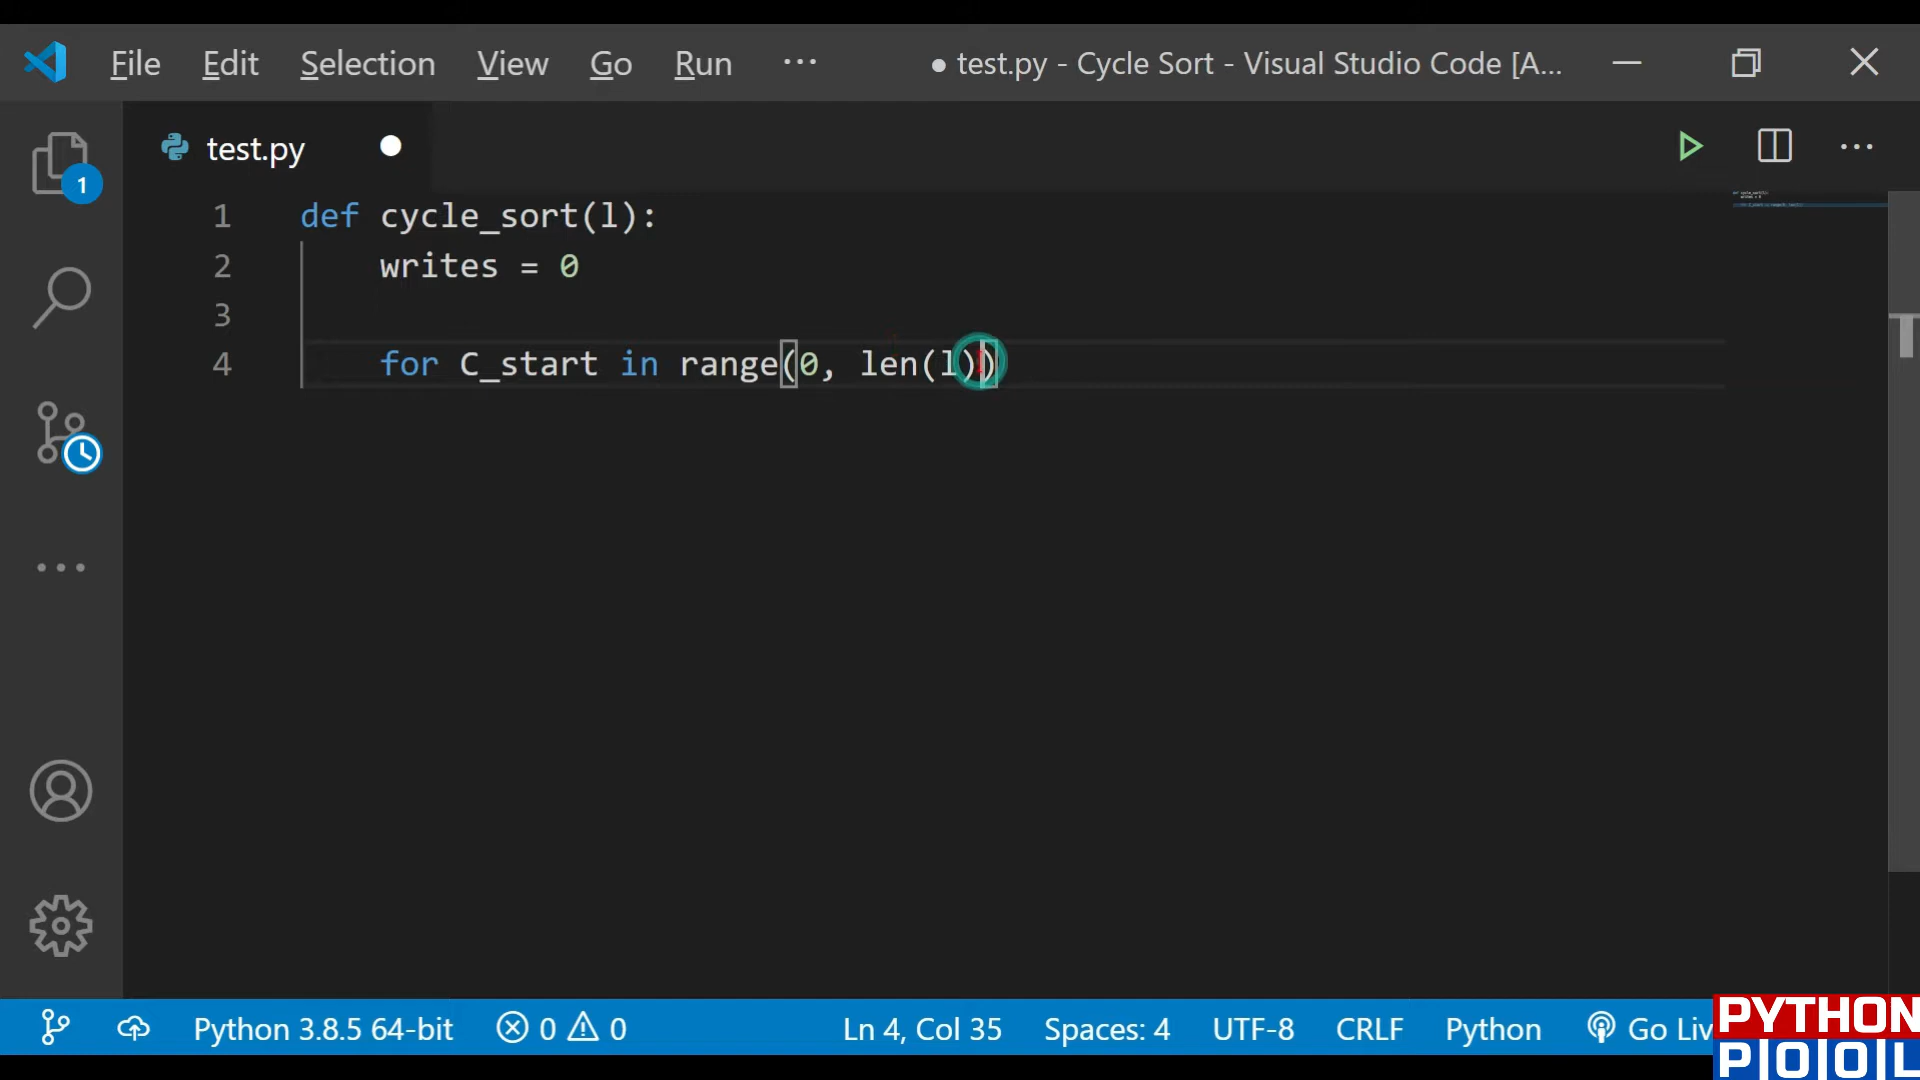 File Edit Selection View Go Run ··· ● test.py - Cycle Sort - Visual Studio Code [A...
test.py
1 def cycle_sort(l):
2 writes = 0
3
4 for C_start in range(0, len(l))
1
Python 3.8.5 64-bit 0 0 Ln 4, Col 35 Spaces: 4 UTF-8 CRLF Python Go Liv
PYTHON
POOL